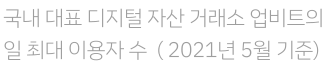 국내 대표 디지털 자산 거래소 업비트의
일 최대 이용자 수 ( 2021년 5월 기준)